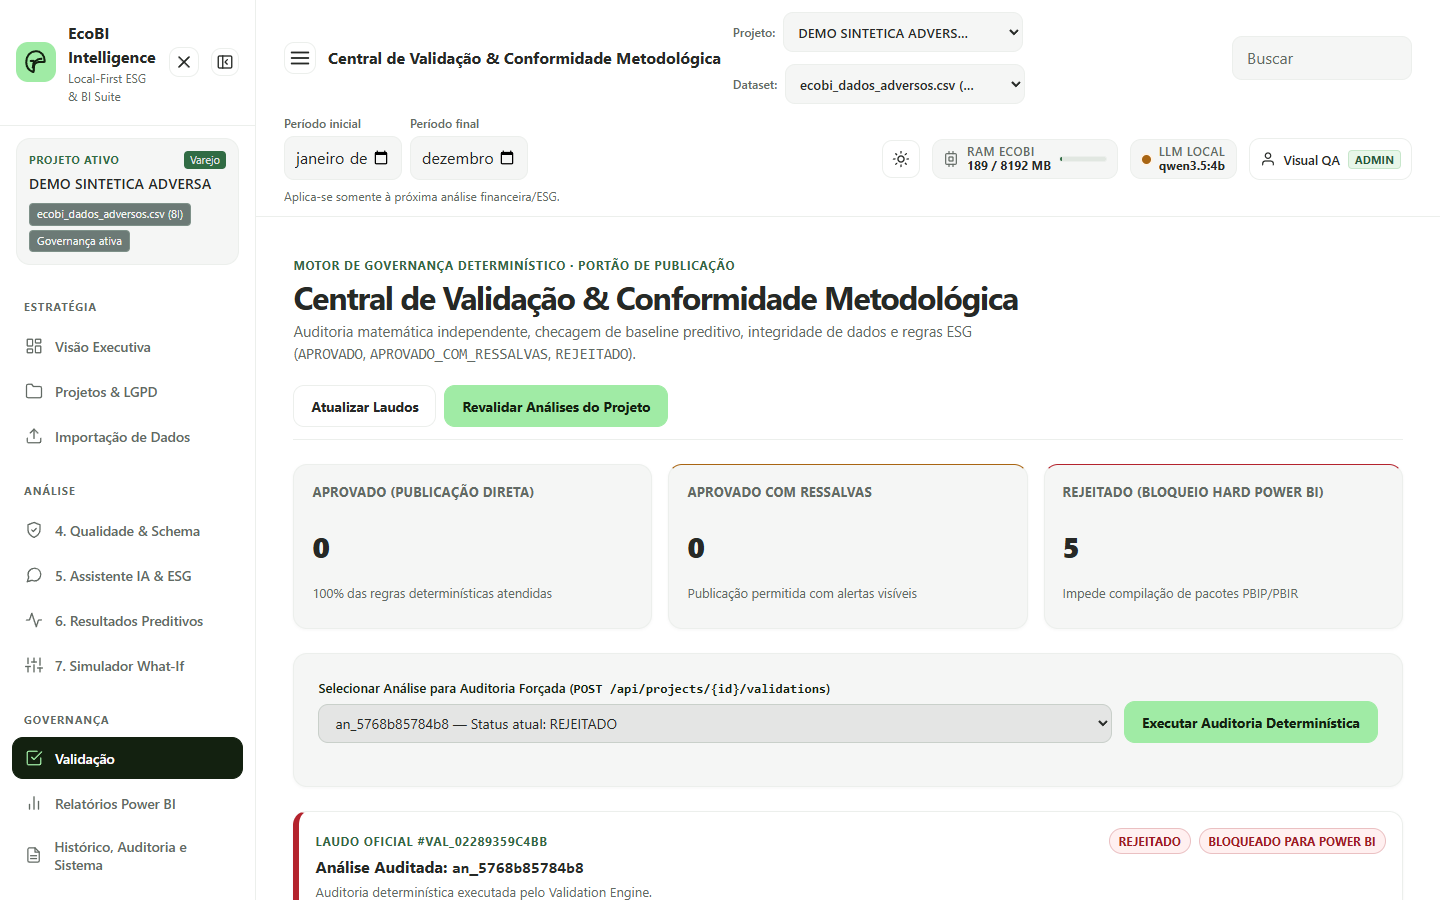 EcoBI
Intelligence
Local-First ESG
& BI Suite
PROJETO ATIVO
Varejo
DEMO SINTETICA ADVERSA
ecobi_dados_adversos.csv (8l)
Governança ativa
ESTRATÉGIA
Visão Executiva
Projetos & LGPD
Importação de Dados
ANÁLISE
4. Qualidade & Schema
5. Assistente IA & ESG
6. Resultados Preditivos
7. Simulador What-If
GOVERNANÇA
Validação
Relatórios Power BI
Histórico, Auditoria e
Sistema
Central de Validação & Conformidade Metodológica
Projeto:
DEMO SINTETICA ADVERS...
Dataset:
ecobi_dados_adversos.csv (...
Buscar
Período inicial
Período final
janeiro de
dezembro
Aplica-se somente à próxima análise financeira/ESG.
RAM ECOBI
189 / 8192 MB
LLM LOCAL
qwen3.5:4b
Visual QA
ADMIN
MOTOR DE GOVERNANÇA DETERMINÍSTICO · PORTÃO DE PUBLICAÇÃO
Central de Validação & Conformidade Metodológica
Auditoria matemática independente, checagem de baseline preditivo, integridade de dados e regras ESG
(APROVADO, APROVADO_COM_RESSALVAS, REJEITADO).
Atualizar Laudos
Revalidar Análises do Projeto
APROVADO (PUBLICAÇÃO DIRETA)
0
100% das regras determinísticas atendidas
APROVADO COM RESSALVAS
0
Publicação permitida com alertas visíveis
REJEITADO (BLOQUEIO HARD POWER BI)
5
Impede compilação de pacotes PBIP/PBIR
Selecionar Análise para Auditoria Forçada (POST /api/projects/{id}/validations)
an_5768b85784b8 — Status atual: REJEITADO
Executar Auditoria Determinística
LAUDO OFICIAL #VAL_02289359C4BB
REJEITADO
BLOQUEADO PARA POWER BI
Análise Auditada: an_5768b85784b8
Auditoria determinística executada pelo Validation Engine.